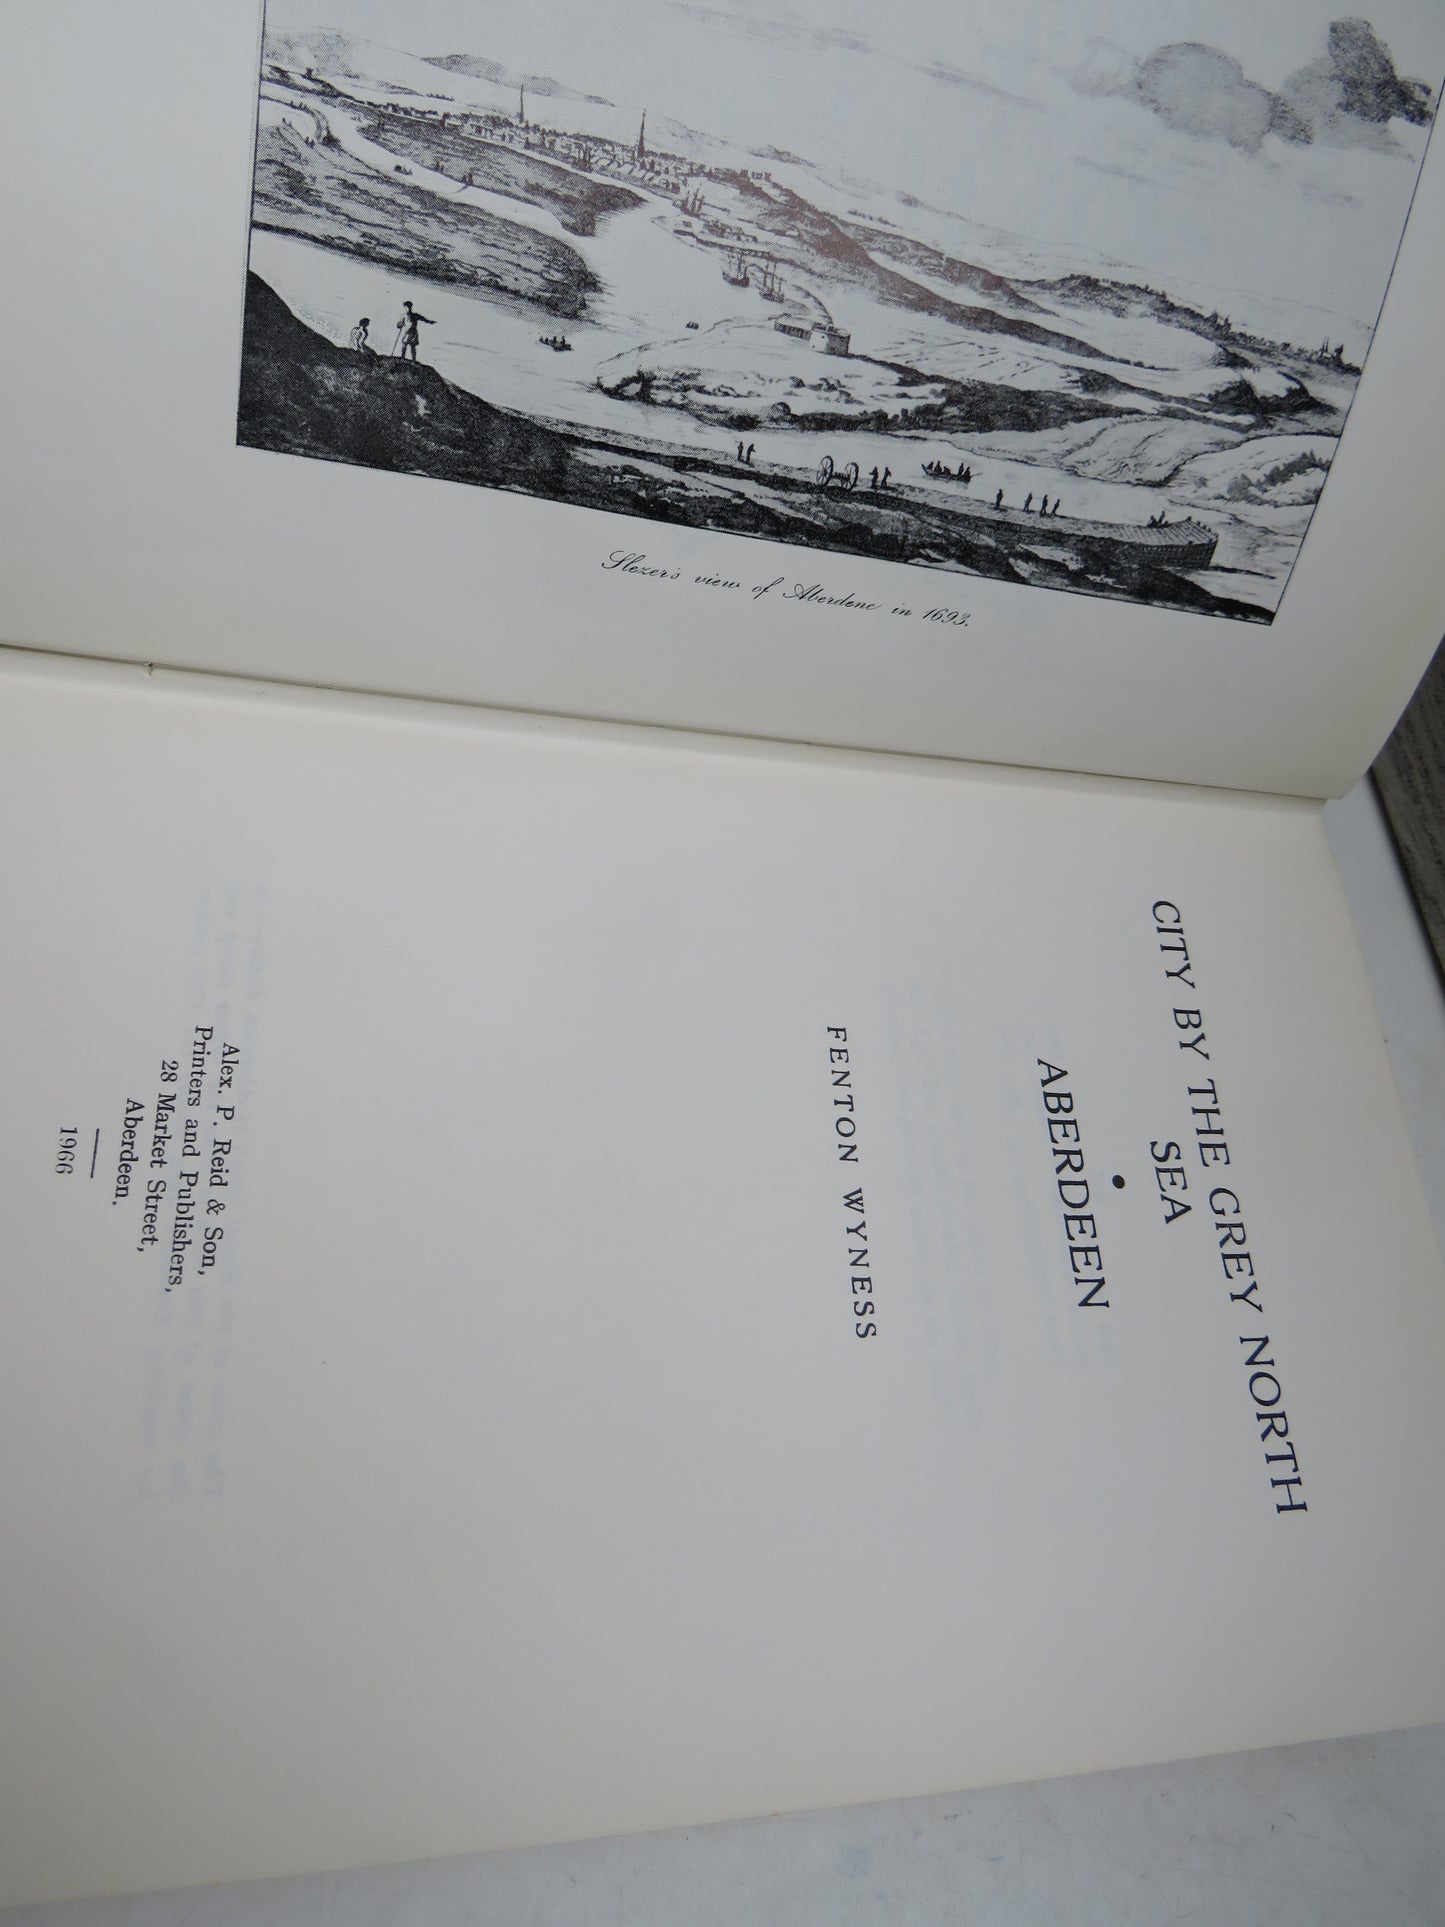 Slezer's view of Aberdene in 1693.
CITY BY THE GREY NORTH
SEA
•
ABERDEEN
FENTON WYNESS
Alex. P. Reid & Son,
Printers and Publishers,
28 Market Street,
Aberdeen.
1966